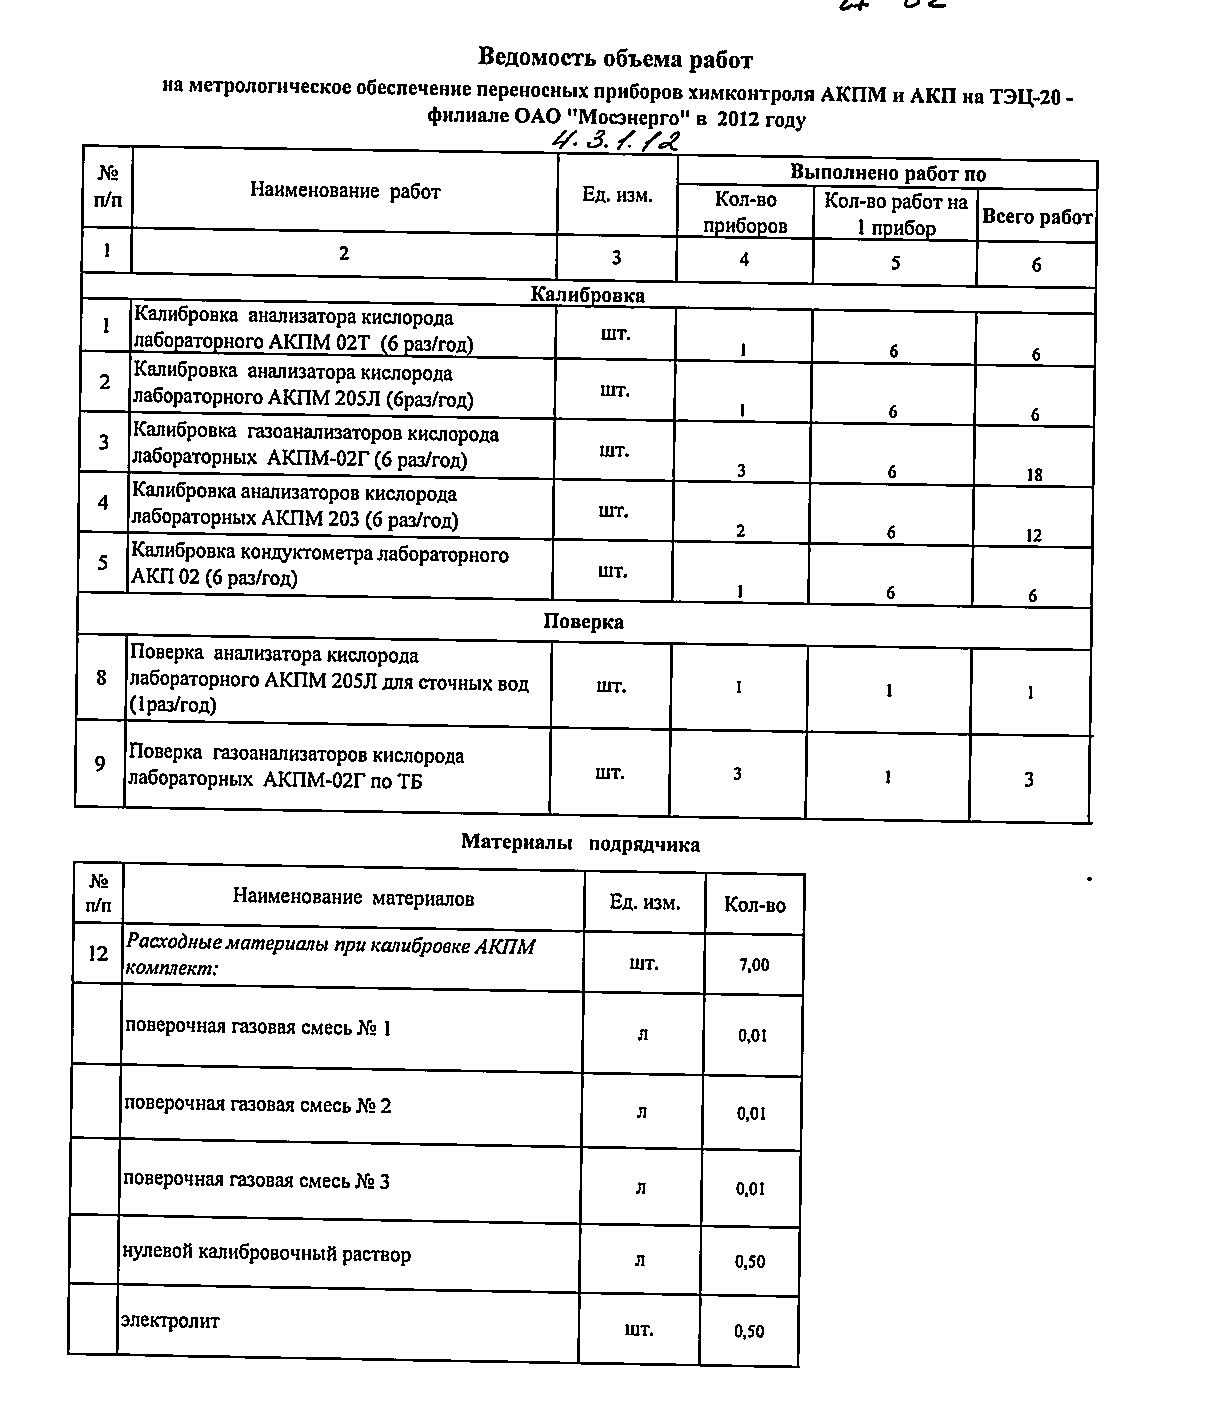 Ведомость объема работ
на метрологическое обеспечение переносных приборов химконтроля АКПМ и АКП на ТЭЦ-20 -
филиале ОАО "Мосэнерго" в 2012 году
4.3.1.12
№ п/п Наименование работ Ед. изм. Выполнено работ по
Кол-во приборов Кол-во работ на 1 прибор Всего работ
1 2 3 4 5 6
Калибровка
1 Калибровка анализатора кислорода
лабораторного АКПМ 02Т (6 раз/год) шт. 1 6 6
2 Калибровка анализатора кислорода
лабораторного АКПМ 205Л (6раз/год) шт. 1 6 6
3 Калибровка газоанализаторов кислорода
лабораторных АКПМ-02Г (6 раз/год) шт. 3 6 18
4 Калибровка анализаторов кислорода
лабораторных АКПМ 203 (6 раз/год) шт. 2 6 12
5 Калибровка кондуктометра лабораторного
АКП 02 (6 раз/год) шт. 1 6 6
Поверка
8 Поверка анализатора кислорода
лабораторного АКПМ 205Л для сточных вод
(1раз/год) шт. 1 1 1
9 Поверка газоанализаторов кислорода
лабораторных АКПМ-02Г по ТБ шт. 3 1 3
Материалы подрядчика
№ п/п Наименование материалов Ед. изм. Кол-во
12 Расходные материалы при калибровке АКПМ
комплект: шт. 7,00
поверочная газовая смесь № 1 л 0,01
поверочная газовая смесь № 2 л 0,01
поверочная газовая смесь № 3 л 0,01
нулевой калибровочный раствор л 0,50
электролит шт. 0,50